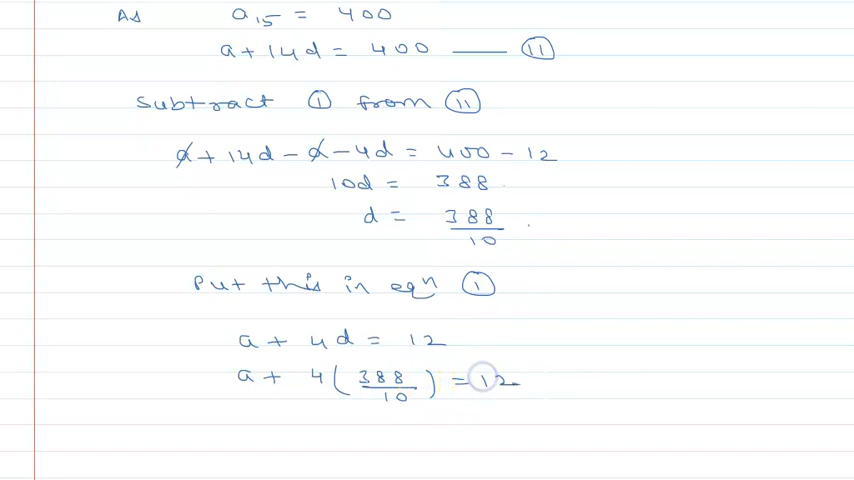 As a₁₅ = 400
a + 14d = 400 —— (II)
Subtract (I) from (II)
a + 14d - a - 4d = 400 - 12
10d = 388
d = 388/10
Put this in eqn (I)
a + 4d = 12
a + 4(388/10) = 12